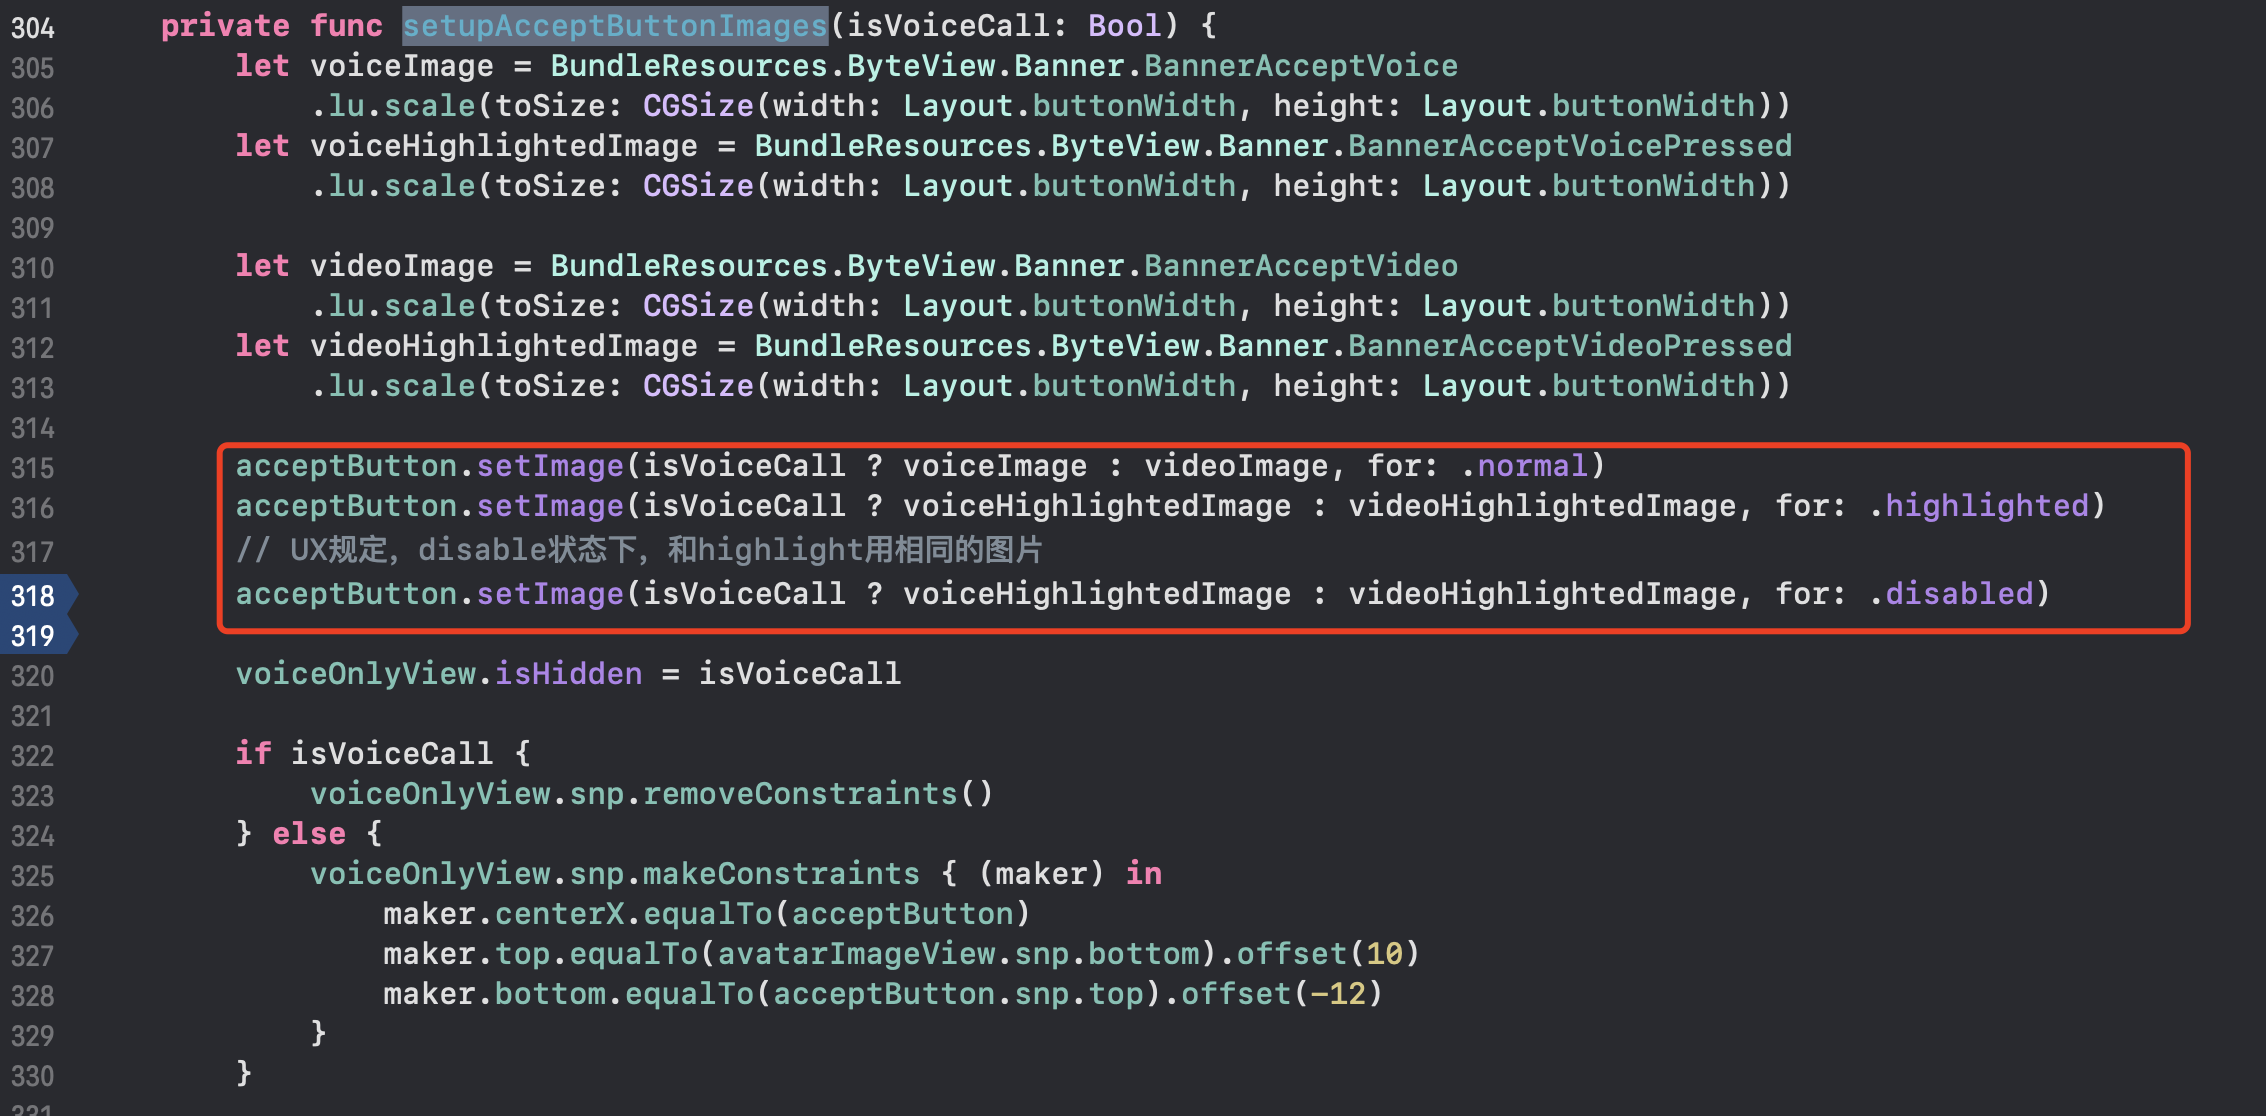 304 private func setupAcceptButtonImages(isVoiceCall: Bool) {
305 let voiceImage = BundleResources.ByteView.Banner.BannerAcceptVoice
306 .lu.scale(toSize: CGSize(width: Layout.buttonWidth, height: Layout.buttonWidth))
307 let voiceHighlightedImage = BundleResources.ByteView.Banner.BannerAcceptVoicePressed
308 .lu.scale(toSize: CGSize(width: Layout.buttonWidth, height: Layout.buttonWidth))
309
310 let videoImage = BundleResources.ByteView.Banner.BannerAcceptVideo
311 .lu.scale(toSize: CGSize(width: Layout.buttonWidth, height: Layout.buttonWidth))
312 let videoHighlightedImage = BundleResources.ByteView.Banner.BannerAcceptVideoPressed
313 .lu.scale(toSize: CGSize(width: Layout.buttonWidth, height: Layout.buttonWidth))
314
315 acceptButton.setImage(isVoiceCall ? voiceImage : videoImage, for: .normal)
316 acceptButton.setImage(isVoiceCall ? voiceHighlightedImage : videoHighlightedImage, for: .highlighted)
317 // UX规定，disable状态下，和highlight用相同的图片
318 acceptButton.setImage(isVoiceCall ? voiceHighlightedImage : videoHighlightedImage, for: .disabled)
319
320 voiceOnlyView.isHidden = isVoiceCall
321
322 if isVoiceCall {
323 voiceOnlyView.snp.removeConstraints()
324 } else {
325 voiceOnlyView.snp.makeConstraints { (maker) in
326 maker.centerX.equalTo(acceptButton)
327 maker.top.equalTo(avatarImageView.snp.bottom).offset(10)
328 maker.bottom.equalTo(acceptButton.snp.top).offset(-12)
329 }
330 }
331